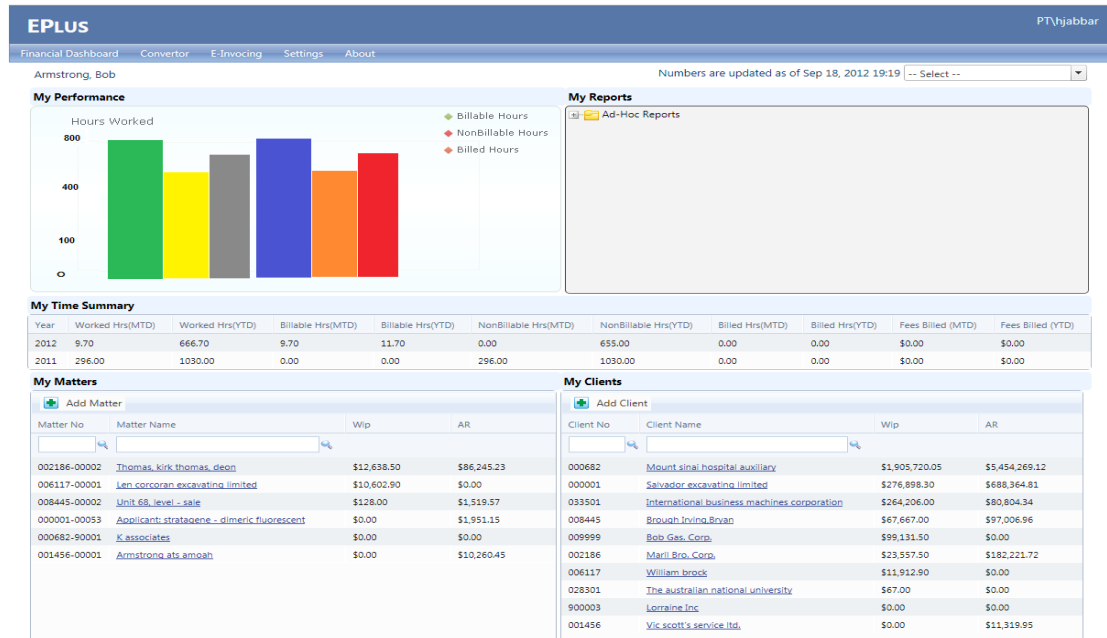 EPLUS
PT\hjabbar
Financial Dashboard Convertor E-Invocing Settings About
Armstrong, Bob
Numbers are updated as of Sep 18, 2012 19:19 -- Select --
My Performance
Hours Worked
800
400
100
O
Billable Hours
NonBillable Hours
Billed Hours
My Reports
Ad-Hoc Reports
My Time Summary
Year Worked Hrs(MTD) Worked Hrs(YTD) Billable Hrs(MTD) Billable Hrs(YTD) NonBillable Hrs(MTD) NonBillable Hrs(YTD) Billed Hrs(MTD) Billed Hrs(YTD) Fees Billed (MTD) Fees Billed (YTD)
2012 9.70 666.70 9.70 11.70 0.00 655.00 0.00 0.00 $0.00 $0.00
2011 296.00 1030.00 0.00 0.00 296.00 1030.00 0.00 0.00 $0.00 $0.00
My Matters
Add Matter
Matter No Matter Name Wip AR
002186-00002 Thomas, kirk thomas, deon $12,638.50 $86,245.23
006117-00001 Len corcoran excavating limited $10,602.90 $0.00
008445-00002 Unit 68, level - sale $128.00 $1,519.57
000001-00053 Applicant: stratagene - dimeric fluorescent $0.00 $1,951.15
000682-90001 K associates $0.00 $0.00
001456-00001 Armstrong ats amoah $0.00 $10,260.45
My Clients
Add Client
Client No Client Name Wip AR
000682 Mount sinai hospital auxiliary $1,905,720.05 $5,454,269.12
000001 Salvador excavating limited $276,898.30 $688,364.81
033501 International business machines corporation $264,206.00 $80,804.34
008445 Brough Irving,Bryan $67,667.00 $97,006.96
009999 Bob Gas. Corp. $99,131.50 $0.00
002186 Maril Bro. Corp. $23,557.50 $182,221.72
006117 William brock $11,912.90 $0.00
028301 The australian national university $67.00 $0.00
900003 Lorraine Inc $0.00 $0.00
001456 Vic scott's service ltd. $0.00 $11,319.95